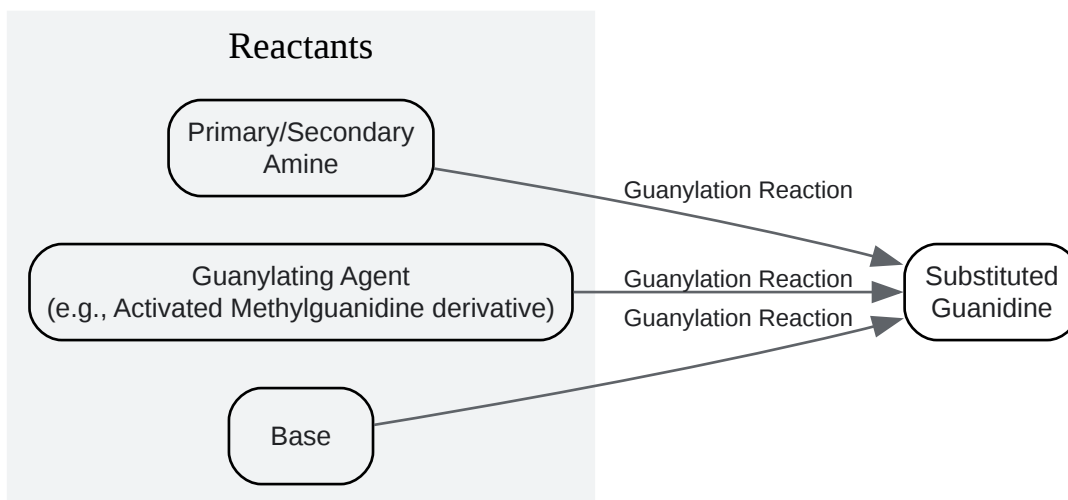 Reactants
Primary/Secondary
Amine
Guanylation Reaction
Guanylating Agent
(e.g., Activated Methylguanidine derivative)
Guanylation Reaction
Substituted
Guanidine
Guanylation Reaction
Base